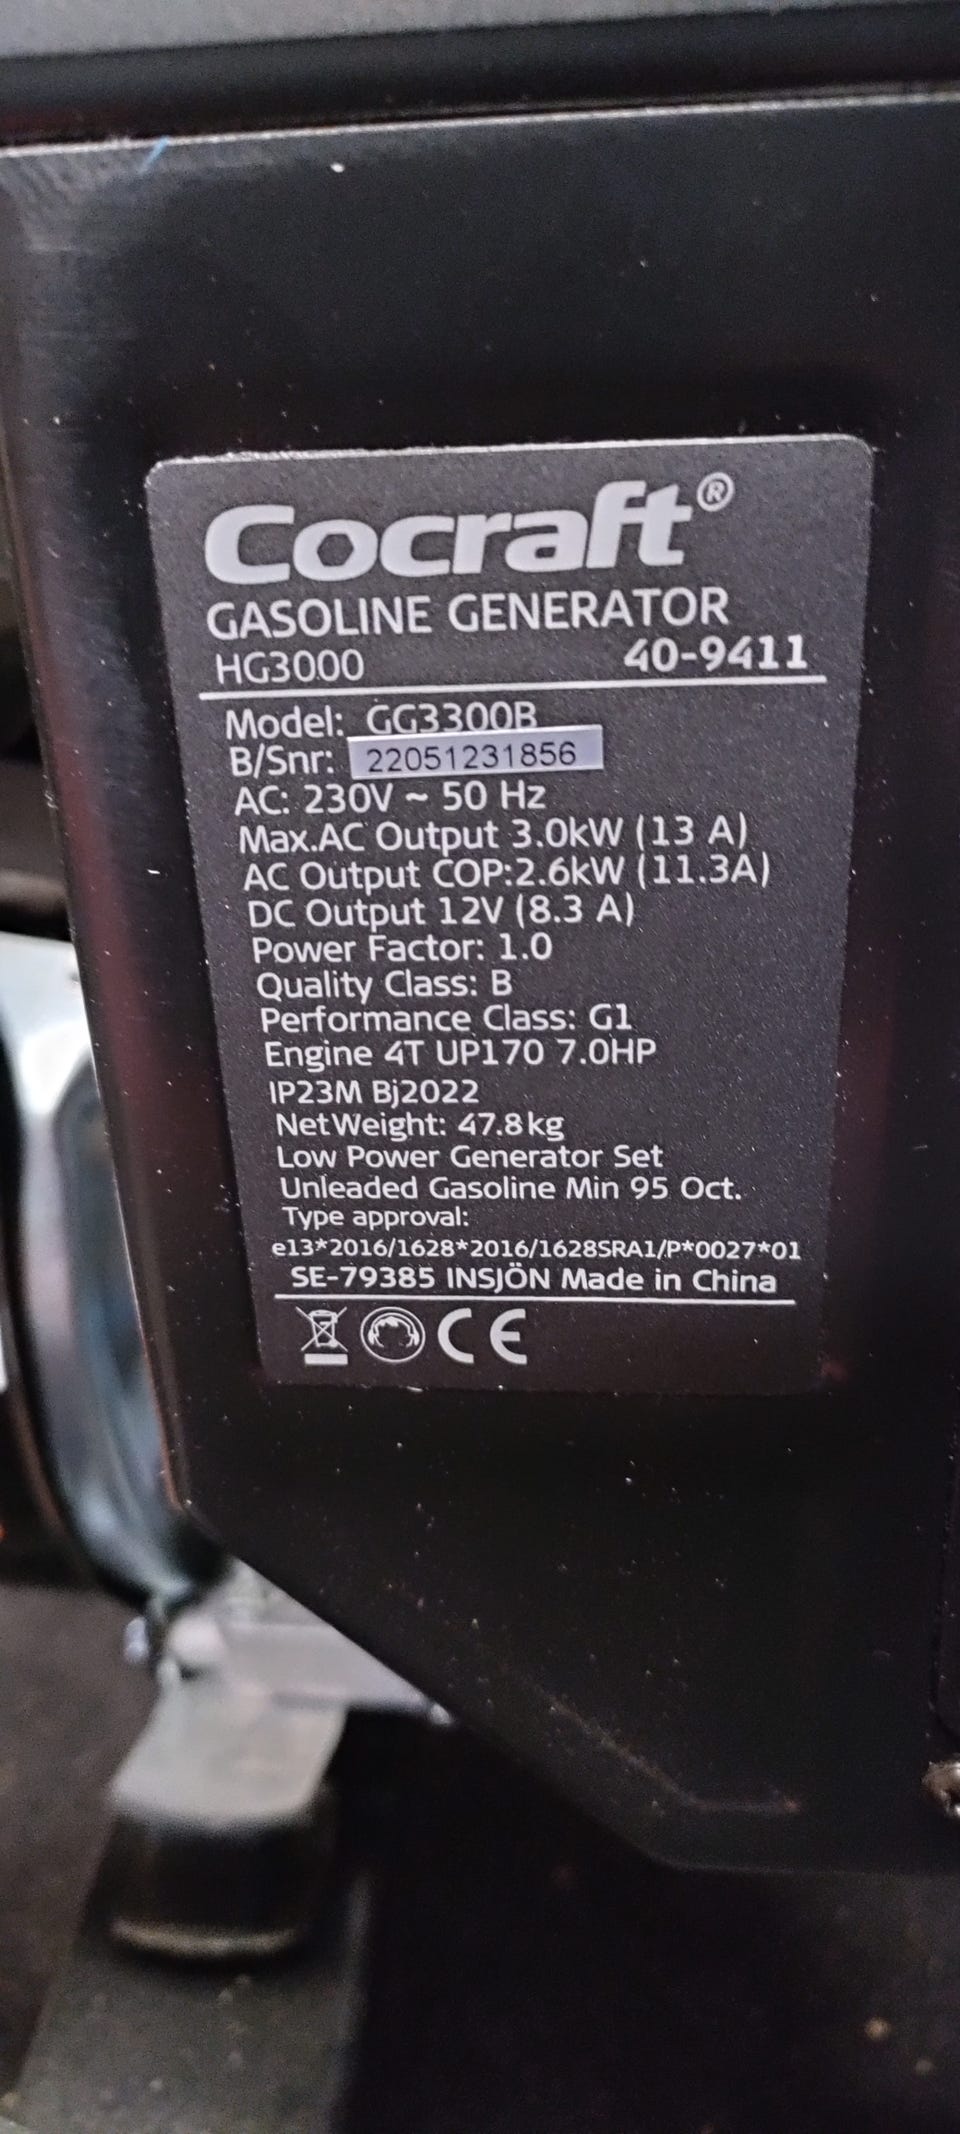 Cocraft®
GASOLINE GENERATOR
HG3000 40-9411
Model: GG3300B
B/Snr: 22051231856
AC: 230V ~ 50 Hz
Max.AC Output 3.0kW (13 A)
AC Output COP:2.6kW (11.3A)
DC Output 12V (8.3 A)
Power Factor: 1.0
Quality Class: B
Performance Class: G1
Engine 4T UP170 7.0HP
IP23M Bj2022
Net Weight: 47.8kg
Low Power Generator Set
Unleaded Gasoline Min 95 Oct.
Type approval:
e13*2016/1628*2016/1628SRA1/P*0027*01
SE-79385 INSJÖN Made in China
CE